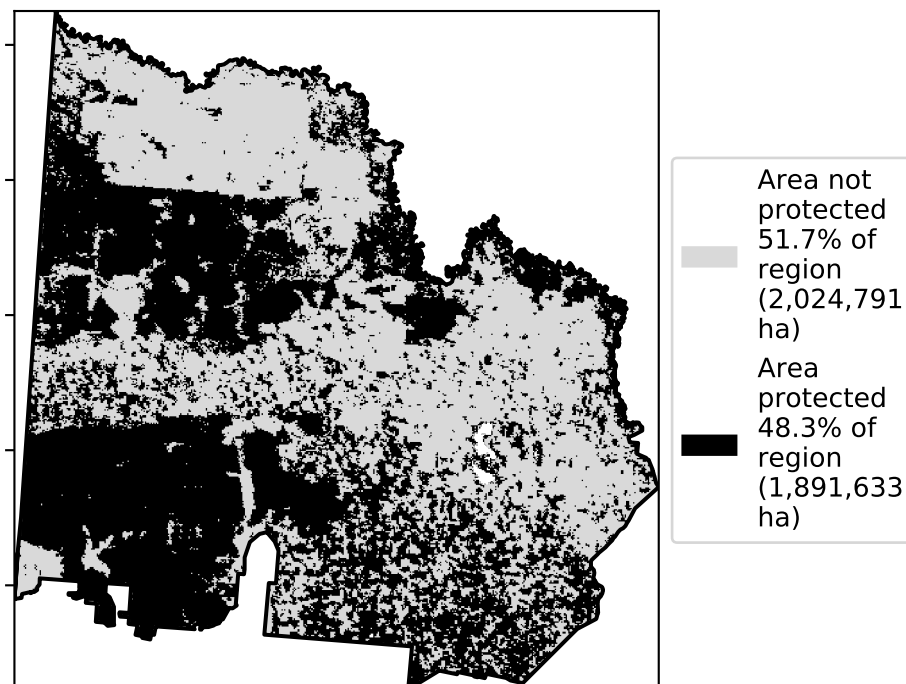 Area not
protected
51.7% of
region
(2,024,791
ha)
Area
protected
48.3% of
region
(1,891,633
ha)